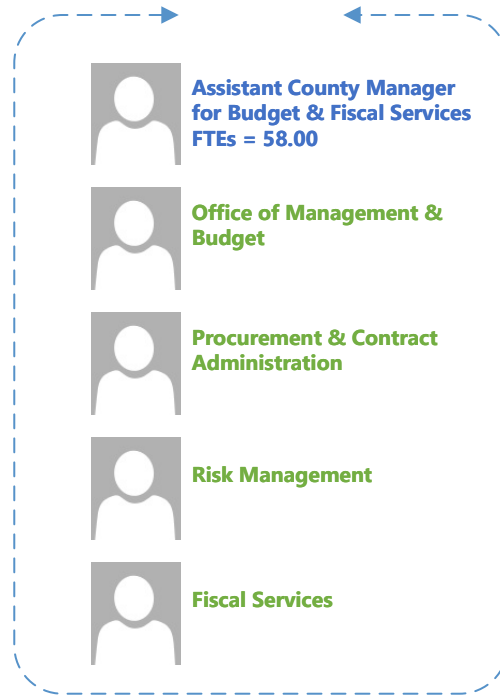 Assistant County Manager
for Budget & Fiscal Services
FTEs = 58.00
Office of Management &
Budget
Procurement & Contract
Administration
Risk Management
Fiscal Services